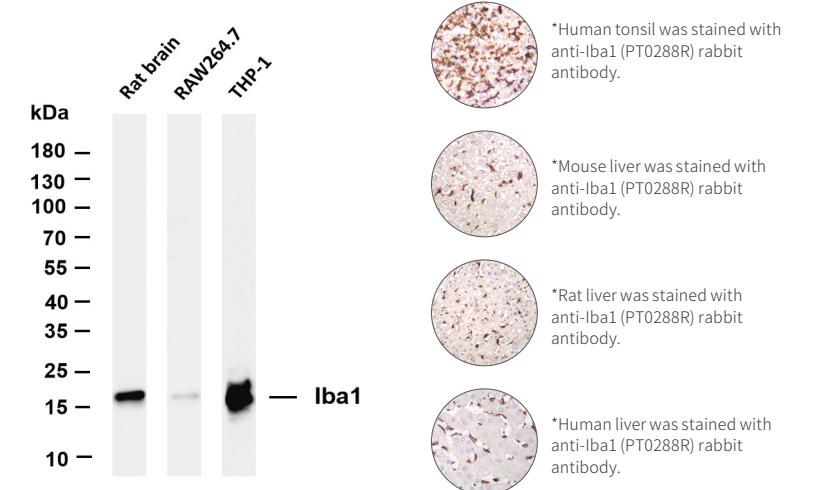 Rat brain
RAW264.7
THP-1
kDa
180
130
100
70
55
40
35
25
15
10
Iba1
*Human tonsil was stained with
anti-Iba1 (PT0288R) rabbit
antibody.
*Mouse liver was stained with
anti-Iba1 (PT0288R) rabbit
antibody.
*Rat liver was stained with
anti-Iba1 (PT0288R) rabbit
antibody.
*Human liver was stained with
anti-Iba1 (PT0288R) rabbit
antibody.